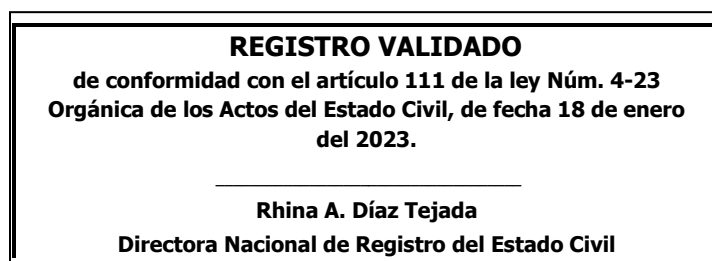 REGISTRO VALIDADO
de conformidad con el artículo 111 de la ley Núm. 4-23
Orgánica de los Actos del Estado Civil, de fecha 18 de enero
del 2023.
Rhina A. Díaz Tejada
Directora Nacional de Registro del Estado Civil